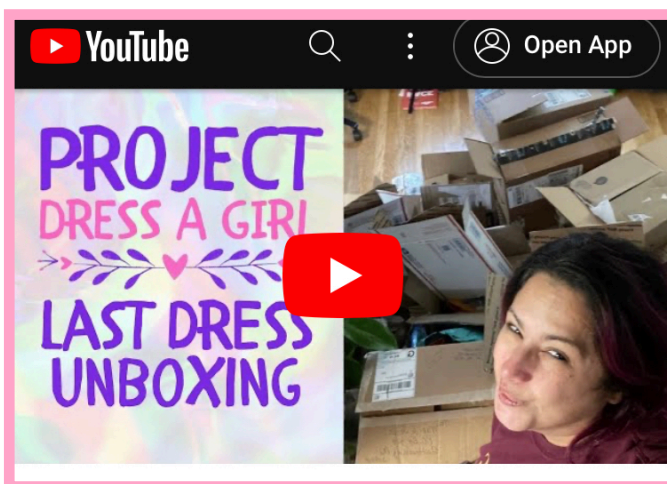 YouTube
Open App
PROJECT
DRESS A GIRL
LAST DRESS
UNBOXING